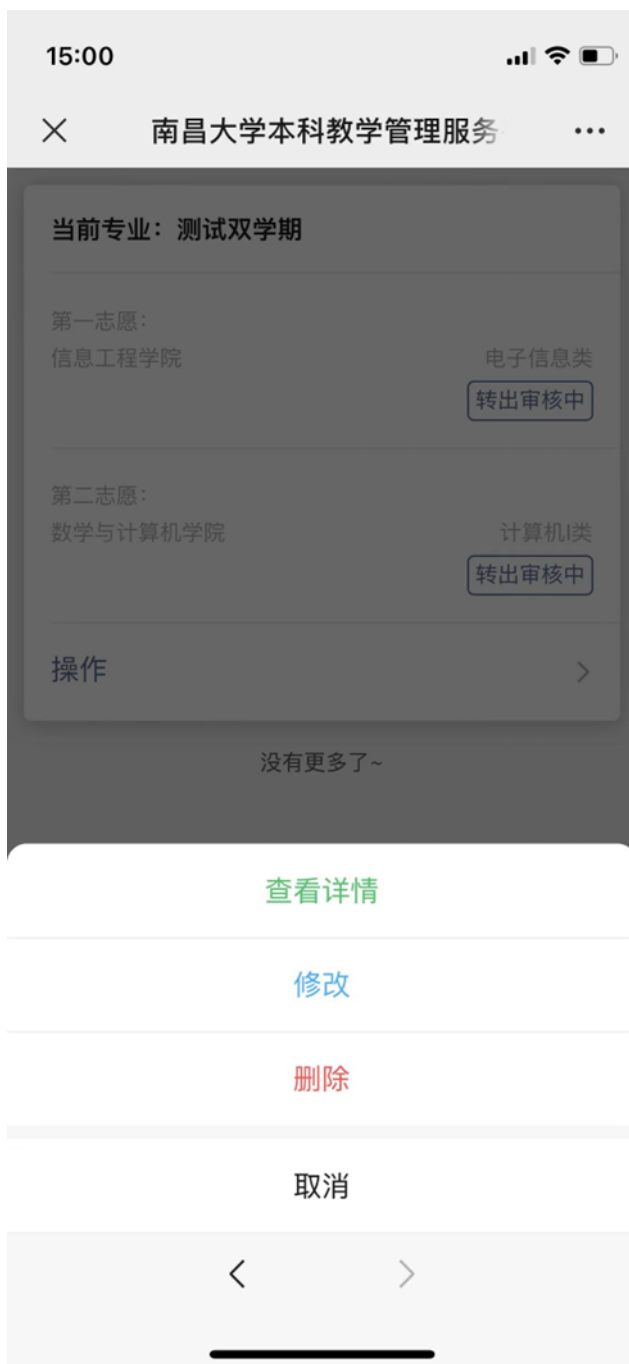 15:00
南昌大学本科教学管理服务
当前专业：测试双学期
第一志愿：
信息工程学院 电子信息类
转出审核中
第二志愿：
数学与计算机学院 计算机I类
转出审核中
操作
没有更多了~
查看详情
修改
删除
取消